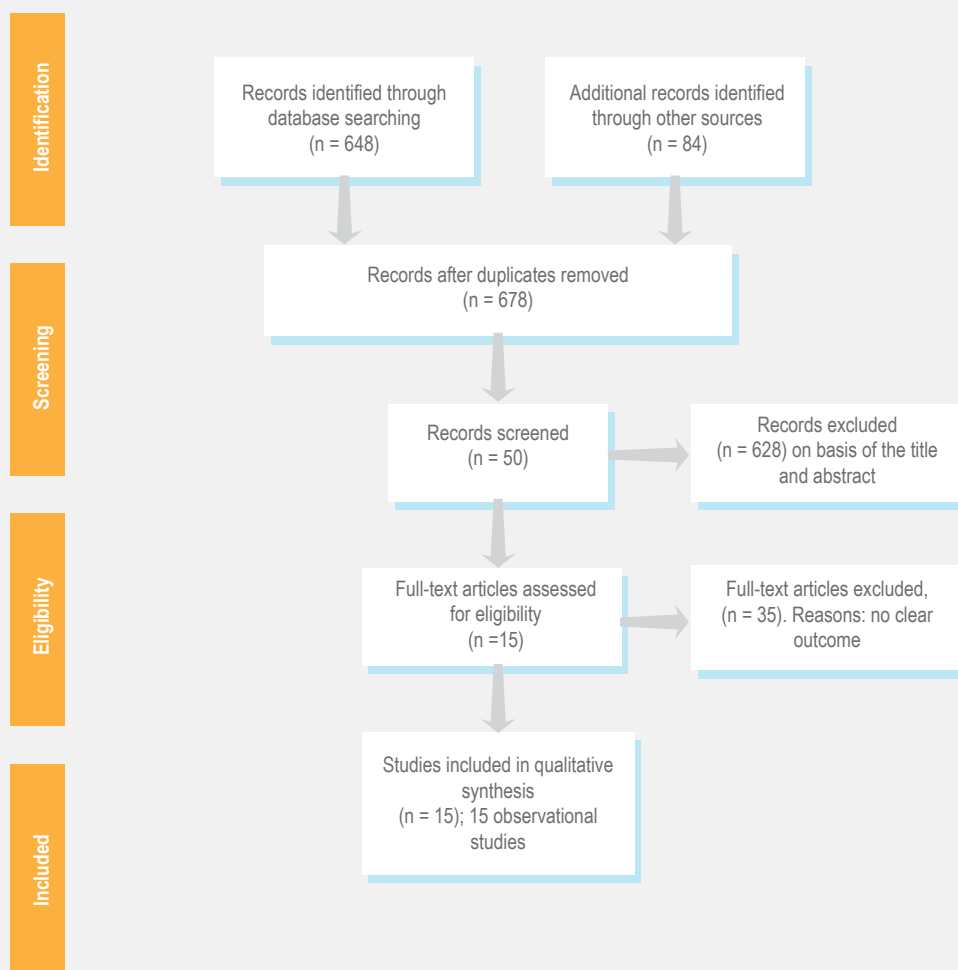 Identification
Records identified through
database searching
(n = 648)
Additional records identified
through other sources
(n = 84)
Screening
Records after duplicates removed
(n = 678)
Records screened
(n = 50)
Records excluded
(n = 628) on basis of the title
and abstract
Eligibility
Full-text articles assessed
for eligibility
(n =15)
Full-text articles excluded,
(n = 35). Reasons: no clear
outcome
Included
Studies included in qualitative
synthesis
(n = 15); 15 observational
studies